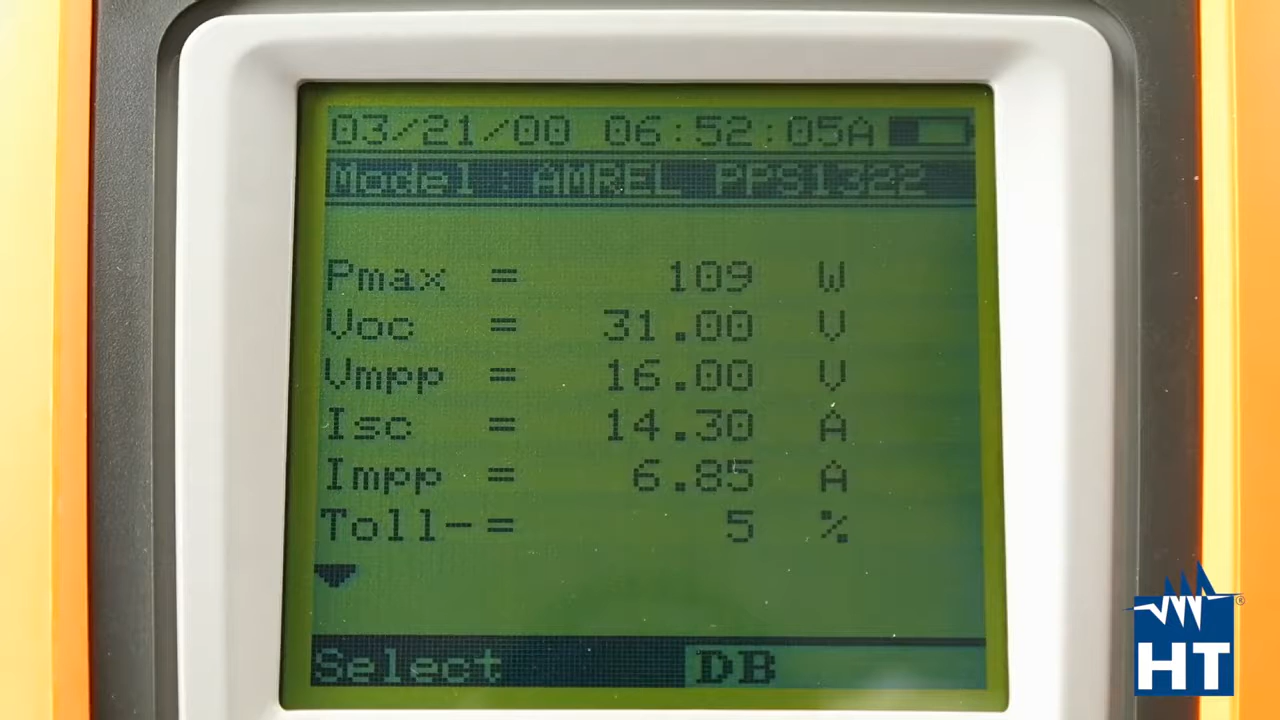 03/21/00 06:52:05A
Model : AMREL PPS1322
Pmax = 109 W
Voc = 31.00 V
Vmpp = 16.00 V
Isc = 14.30 A
Impp = 6.85 A
Toll- = 5 %
Select DB
HT®